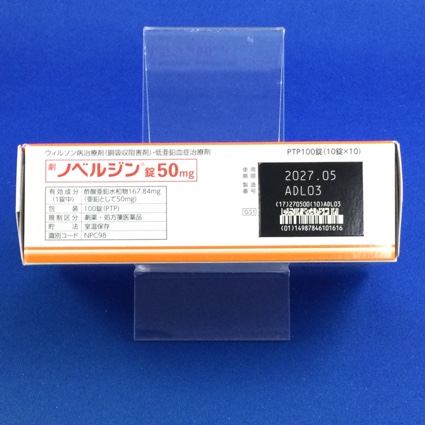 ウィルソン病治療剤(銅吸収阻害剤)・低亜鉛血症治療剤
PTP100錠(10錠×10)
劇 ノベルジン®錠50mg
使用期限 2027.05
製造番号 ADL03
有効成分(1錠中) 酢酸亜鉛水和物167.84mg(亜鉛として50mg)
包装 100錠(PTP)
規制区分 劇薬・処方箋医薬品
貯法 室温保存
識別コード NPC98
GS1
(17)270500(10)ADL03
(01)14987846101616